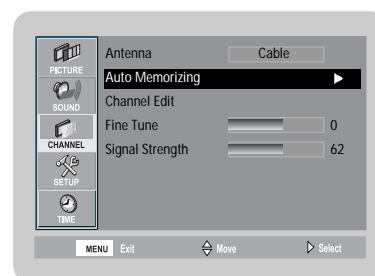 PICTURE
SOUND
CHANNEL
SETUP
TIME
Antenna Cable
Auto Memorizing
Channel Edit
Fine Tune 0
Signal Strength 62
MENU Exit Move Select